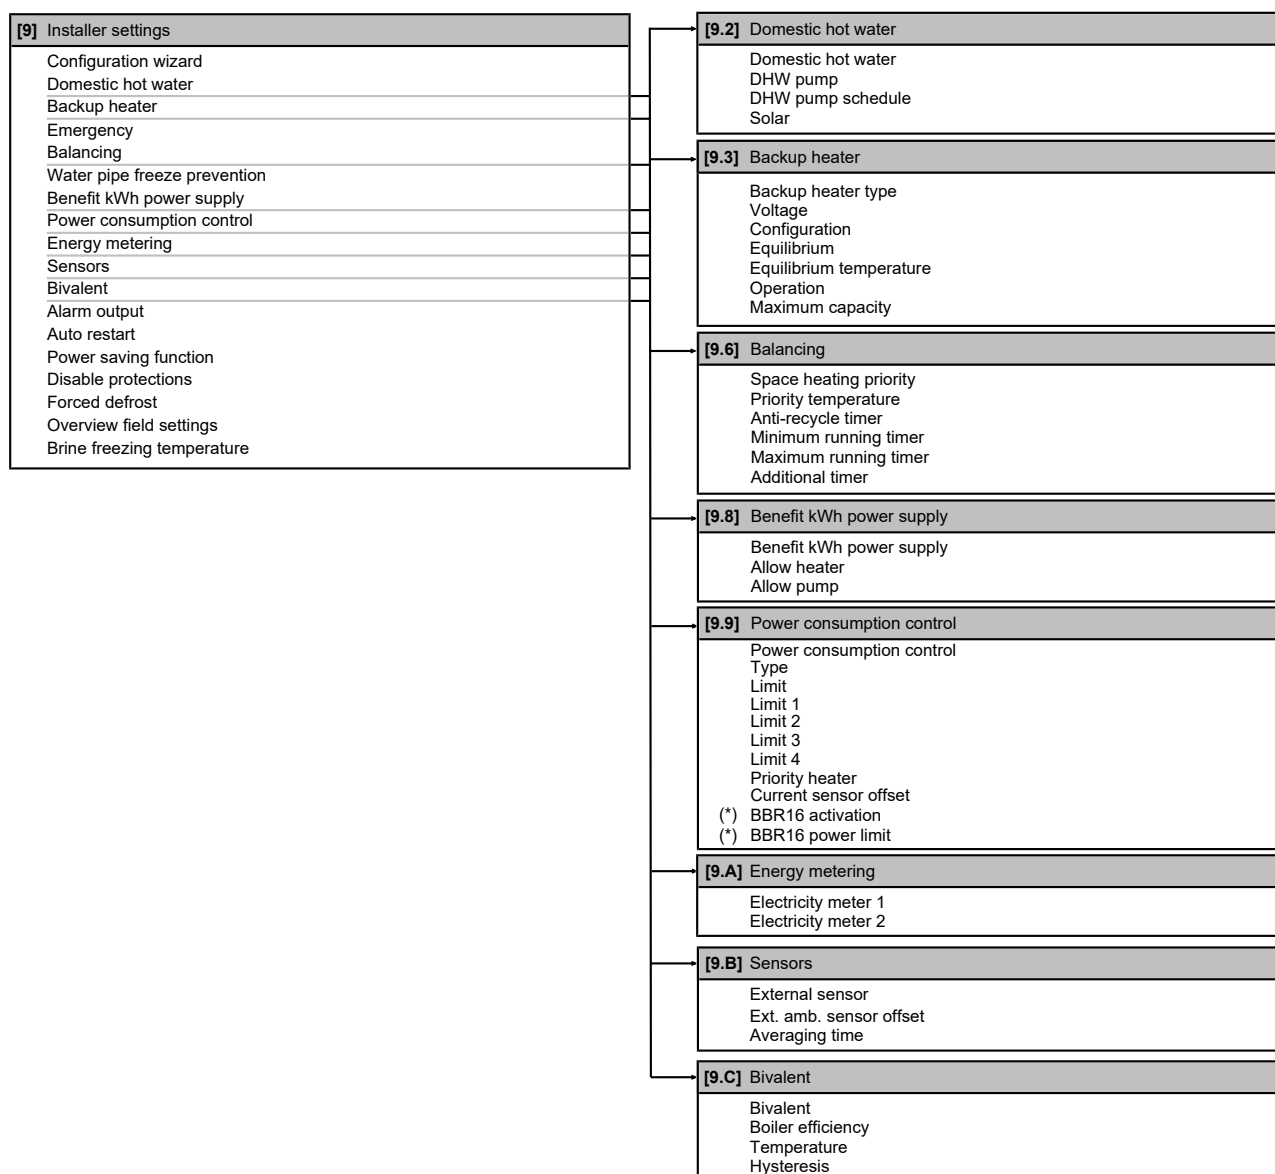 [9] Installer settings
Configuration wizard
Domestic hot water
Backup heater
Emergency
Balancing
Water pipe freeze prevention
Benefit kWh power supply
Power consumption control
Energy metering
Sensors
Bivalent
Alarm output
Auto restart
Power saving function
Disable protections
Forced defrost
Overview field settings
Brine freezing temperature
[9.2] Domestic hot water
Domestic hot water
DHW pump
DHW pump schedule
Solar
[9.3] Backup heater
Backup heater type
Voltage
Configuration
Equilibrium
Equilibrium temperature
Operation
Maximum capacity
[9.6] Balancing
Space heating priority
Priority temperature
Anti-recycle timer
Minimum running timer
Maximum running timer
Additional timer
[9.8] Benefit kWh power supply
Benefit kWh power supply
Allow heater
Allow pump
[9.9] Power consumption control
Power consumption control
Type
Limit
Limit 1
Limit 2
Limit 3
Limit 4
Priority heater
Current sensor offset
(*) BBR16 activation
(*) BBR16 power limit
[9.A] Energy metering
Electricity meter 1
Electricity meter 2
[9.B] Sensors
External sensor
Ext. amb. sensor offset
Averaging time
[9.C] Bivalent
Bivalent
Boiler efficiency
Temperature
Hysteresis